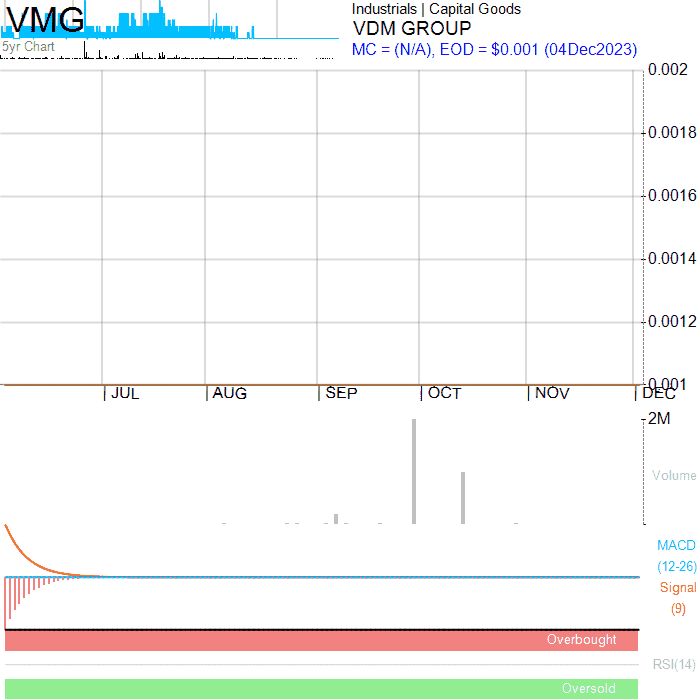 VMG
5yr Chart
Industrials | Capital Goods
VDM GROUP
MC = (N/A), EOD = $0.001 (04Dec2023)
0.002
0.0018
0.0016
0.0014
0.0012
0.001
JUL AUG SEP OCT NOV DEC
2M
Volume
MACD
(12-26)
Signal
(9)
Overbought
RSI(14)
Oversold